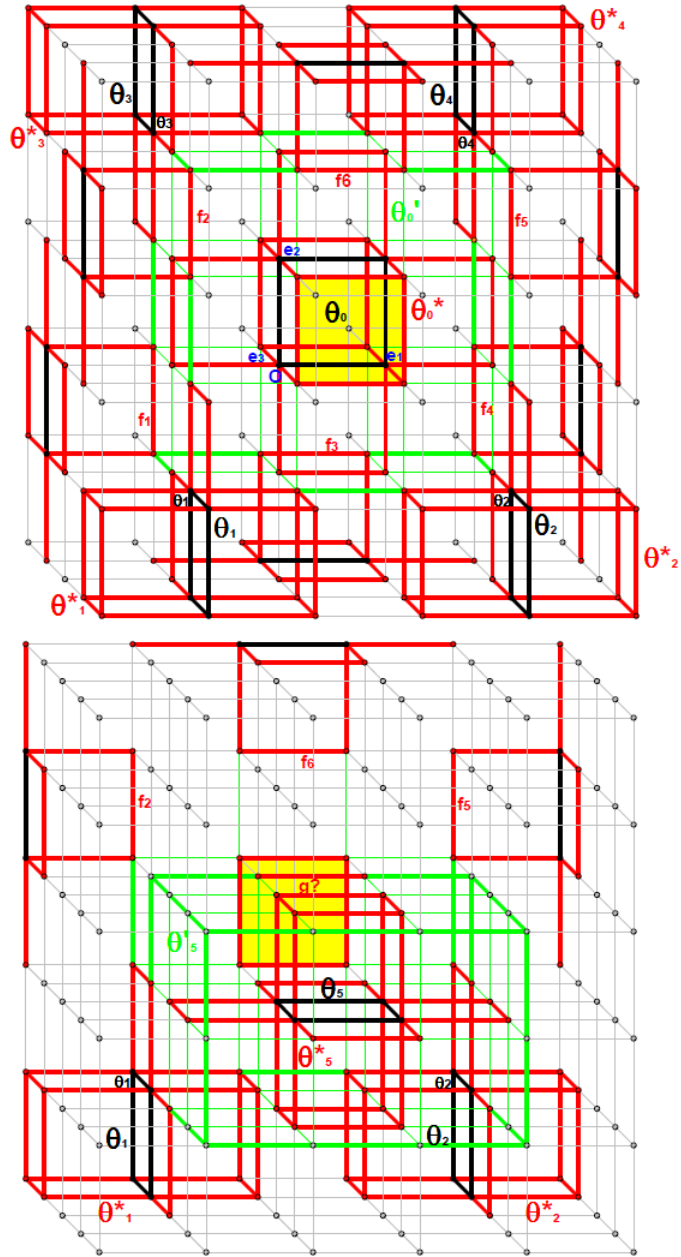 θ*₄
θ₃
θ₃
θ₄
θ₄
θ*₃
f6
f₂
θ₀'
f₅
e₂
θ₀*
θ₀
e₃
e₁
O
f₁
f₃
f₄
θ₁
θ₂
θ₁
θ₂
θ*₂
θ*₁
f₆
f₂
f₅
g?
θ'₅
θ₅
θ*₅
θ₁
θ₂
θ₁
θ₂
θ*₁
θ*₂